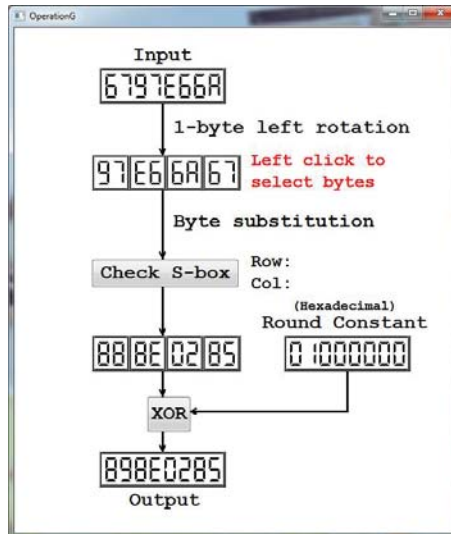 OperationG
Input
6797E66A
1-byte left rotation
97 E6 6A 67
Left click to
select bytes
Byte substitution
Check S-box
Row:
Col:
(Hexadecimal)
Round Constant
88 8E 02 85
01000000
XOR
898E0285
Output